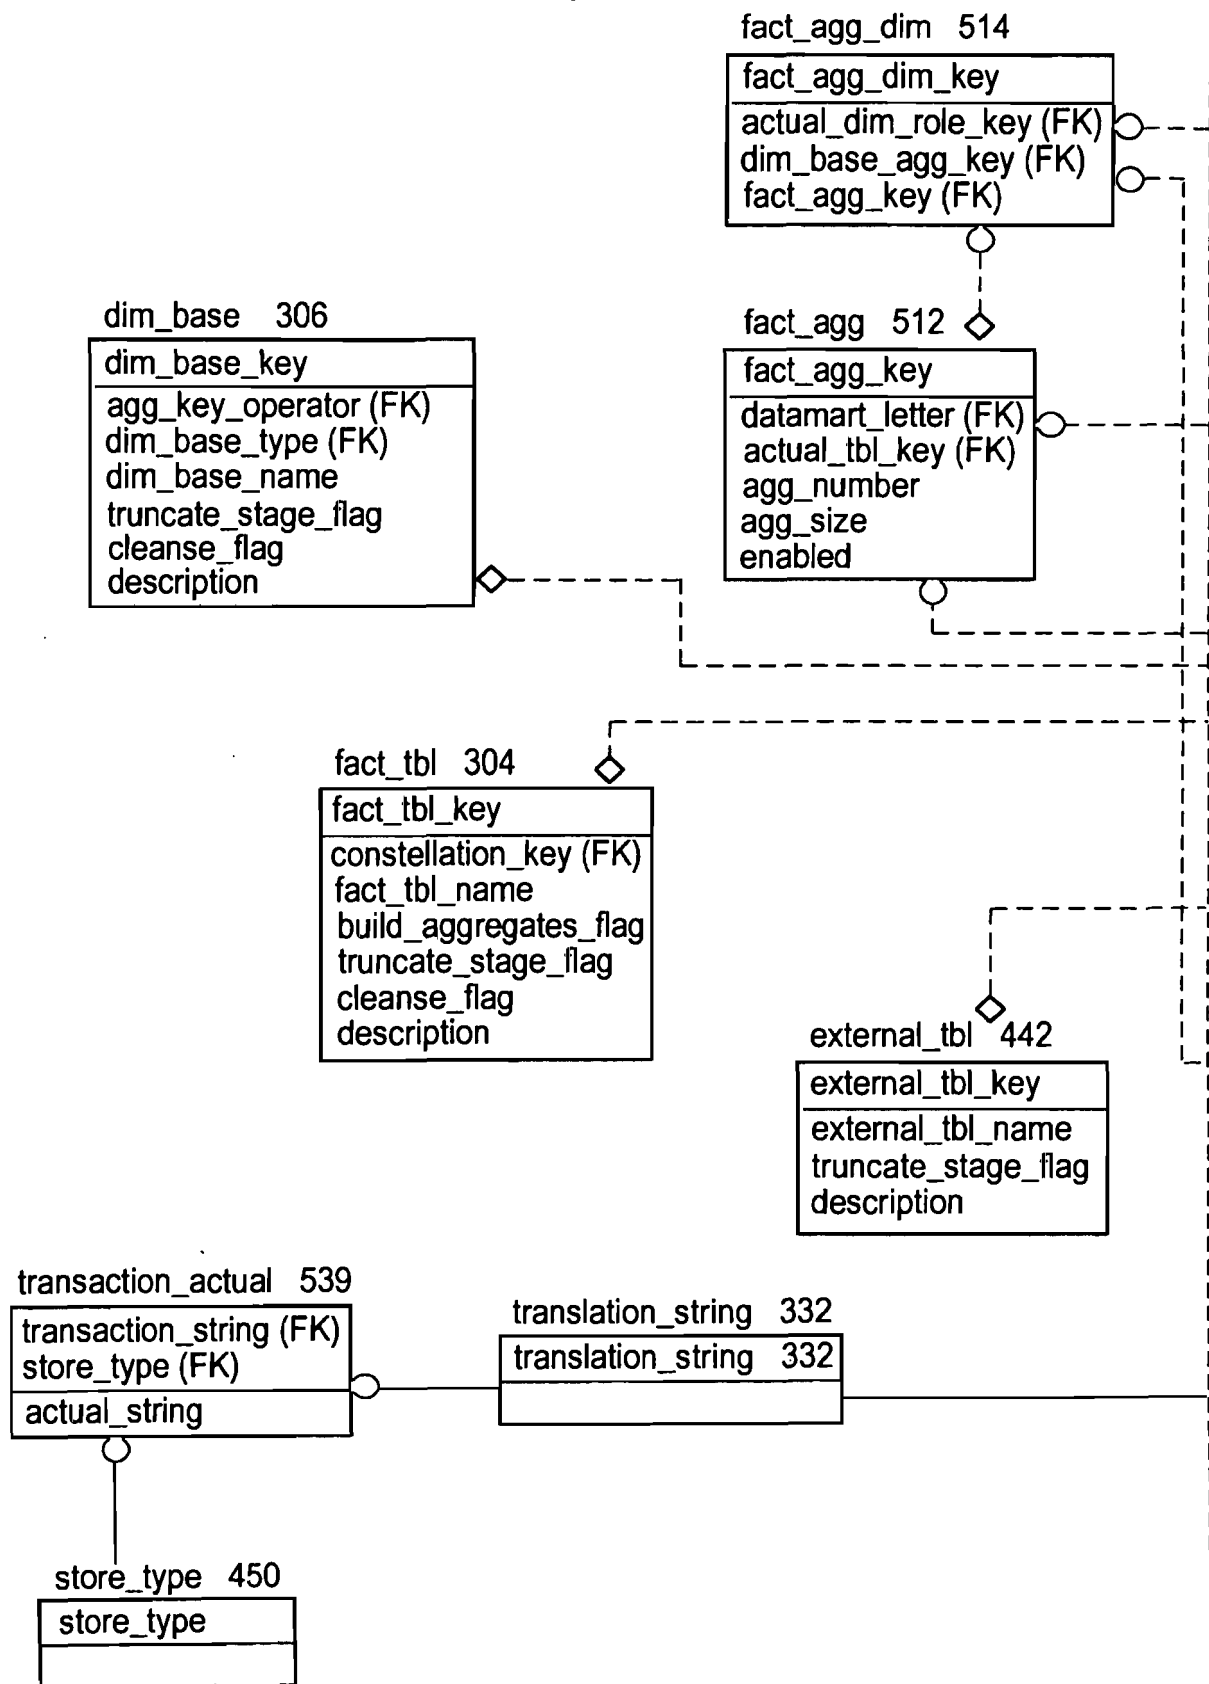 fact_agg_dim 514
fact_agg_dim_key
actual_dim_role_key (FK)
dim_base_agg_key (FK)
fact_agg_key (FK)
dim_base 306
dim_base_key
agg_key_operator (FK)
dim_base_type (FK)
dim_base_name
truncate_stage_flag
cleanse_flag
description
fact_agg 512
fact_agg_key
datamart_letter (FK)
actual_tbl_key (FK)
agg_number
agg_size
enabled
fact_tbl 304
fact_tbl_key
constellation_key (FK)
fact_tbl_name
build_aggregates_flag
truncate_stage_flag
cleanse_flag
description
external_tbl 442
external_tbl_key
external_tbl_name
truncate_stage_flag
description
transaction_actual 539
transaction_string (FK)
store_type (FK)
actual_string
translation_string 332
translation_string 332
store_type 450
store_type